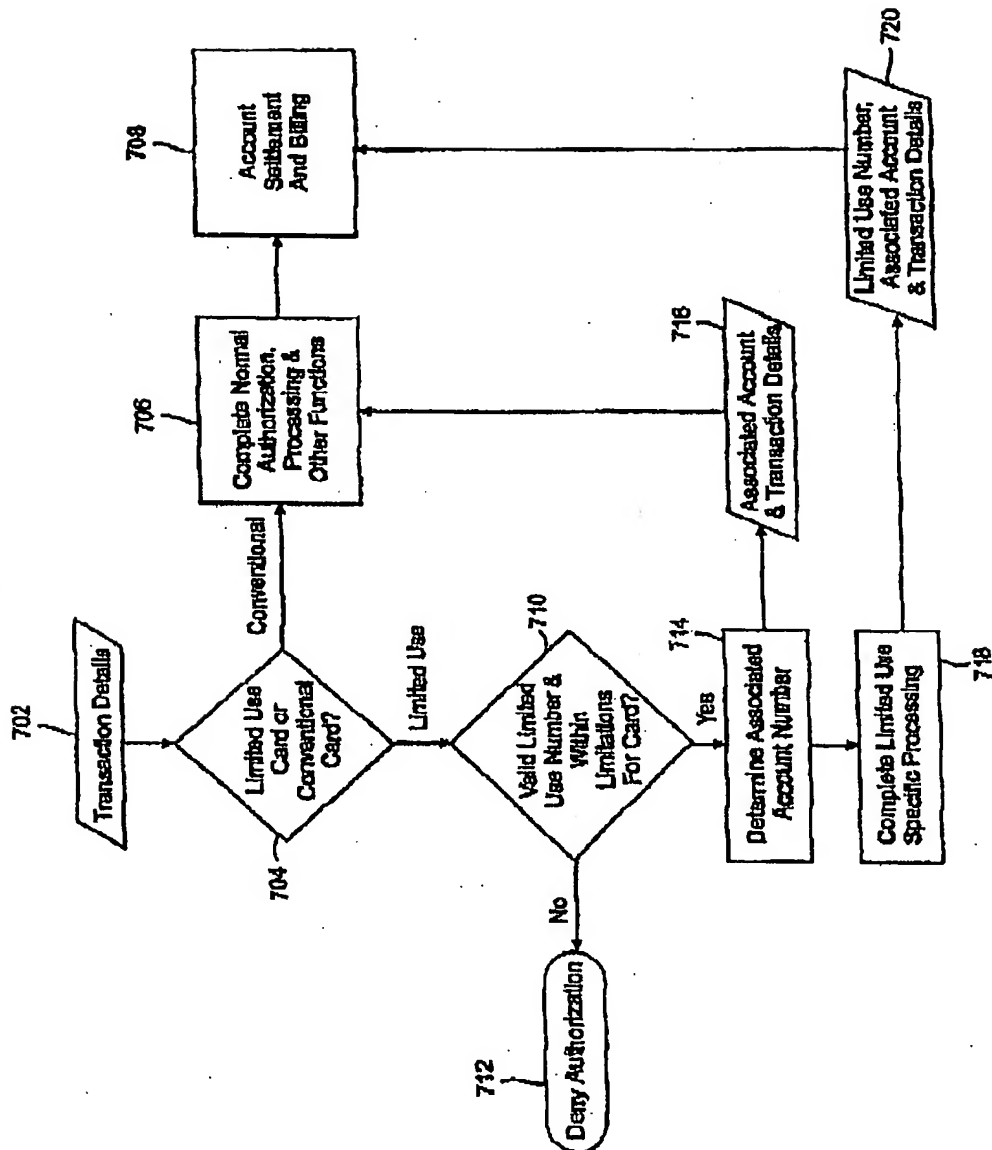 702
Transaction Details
Limited Use
Card or
Conventional
Card?
704
Conventional
706
Complete Normal
Authorization,
Processing &
Other Functions
708
Account
Settlement
And Billing
Limited Use
710
Valid Limited
Use Number &
Within
Limitations
For Card?
No
712
Deny Authorization
Yes
714
Determine Associated
Account Number
716
Associated Account
& Transaction Details
Complete Limited Use
Specific Processing
718
720
Limited Use Number,
Associated Account
& Transaction Details